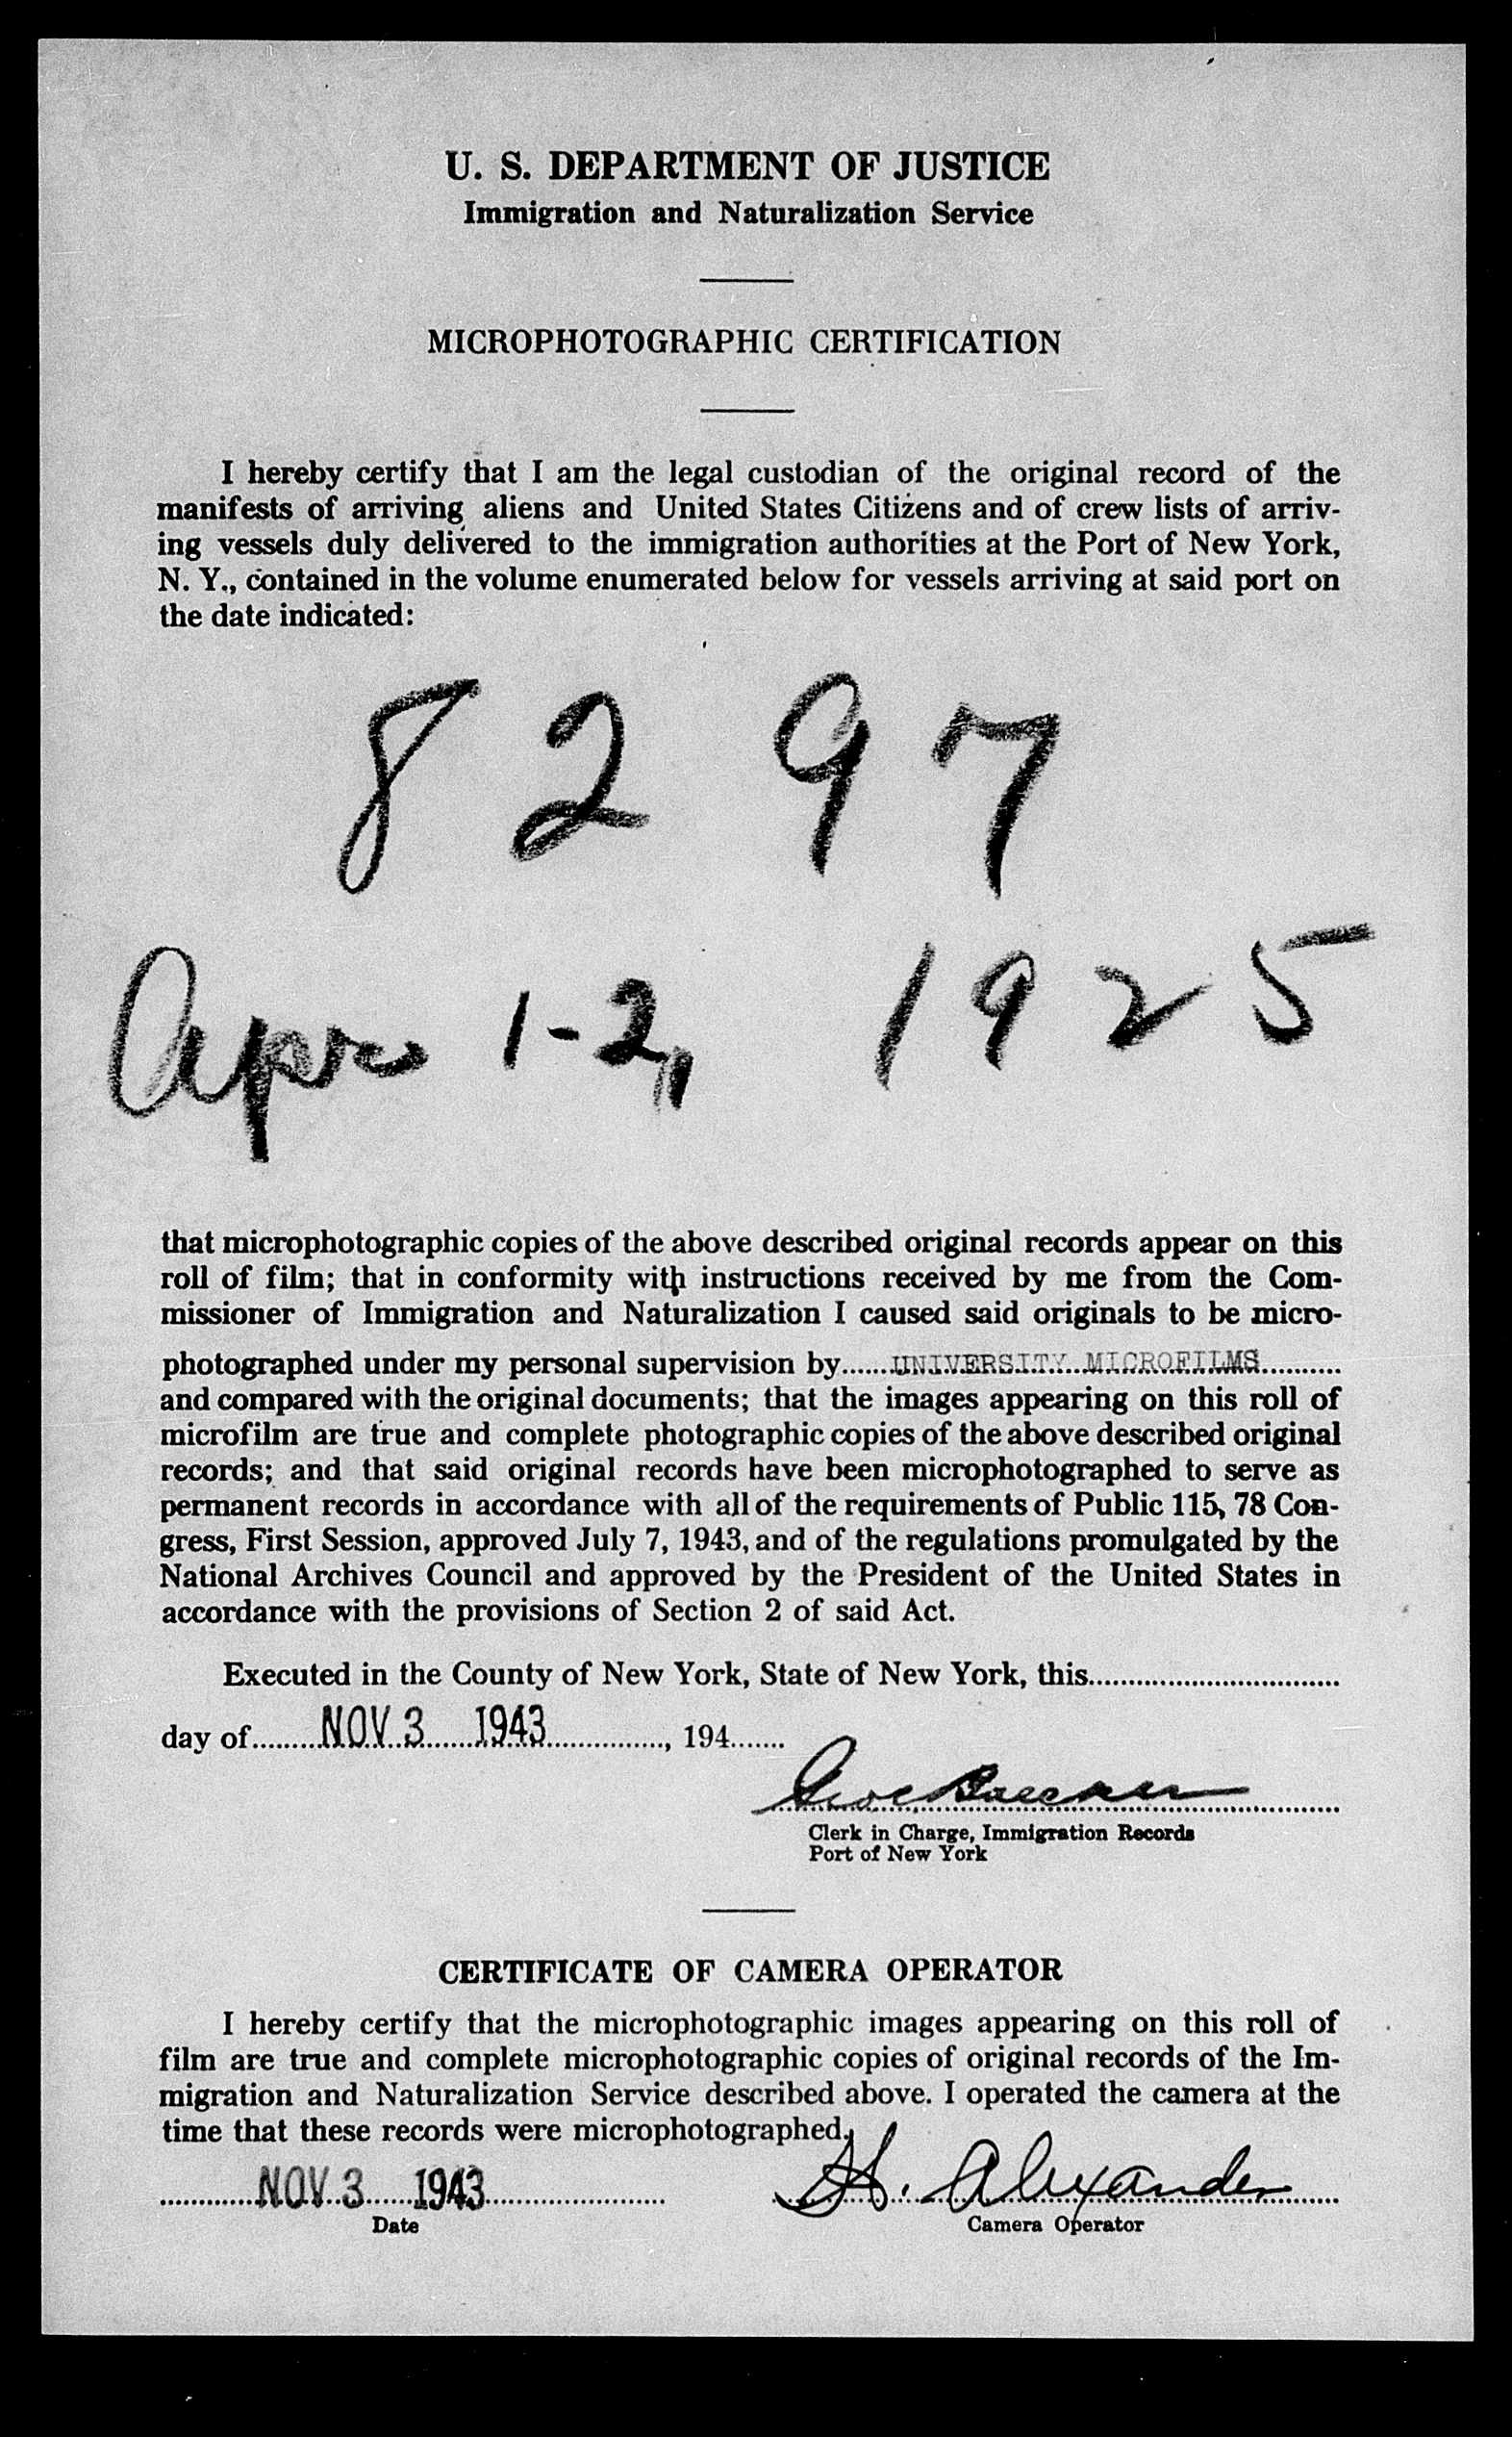 U. S. DEPARTMENT OF JUSTICE
Immigration and Naturalization Service
MICROPHOTOGRAPHIC CERTIFICATION
I hereby certify that I am the legal custodian of the original record of the
manifests of arriving aliens and United States Citizens and of crew lists of arriv-
ing vessels duly delivered to the immigration authorities at the Port of New York,
N. Y., contained in the volume enumerated below for vessels arriving at said port on
the date indicated:
8297
Apr. 1-2, 1925
that microphotographic copies of the above described original records appear on this
roll of film; that in conformity with instructions received by me from the Com-
missioner of Immigration and Naturalization I caused said originals to be micro-
photographed under my personal supervision by......UNIVERSITY MICROFILMS..........
and compared with the original documents; that the images appearing on this roll of
microfilm are true and complete photographic copies of the above described original
records; and that said original records have been microphotographed to serve as
permanent records in accordance with all of the requirements of Public 115, 78 Con-
gress, First Session, approved July 7, 1943, and of the regulations promulgated by the
National Archives Council and approved by the President of the United States in
accordance with the provisions of Section 2 of said Act.
Executed in the County of New York, State of New York, this................................
day of.........NOV 3 1943..............., 194.......
Clerk in Charge, Immigration Records
Port of New York
CERTIFICATE OF CAMERA OPERATOR
I hereby certify that the microphotographic images appearing on this roll of
film are true and complete microphotographic copies of original records of the Im-
migration and Naturalization Service described above. I operated the camera at the
time that these records were microphotographed.
NOV 3 1943 H. Alexander
Date Camera Operator